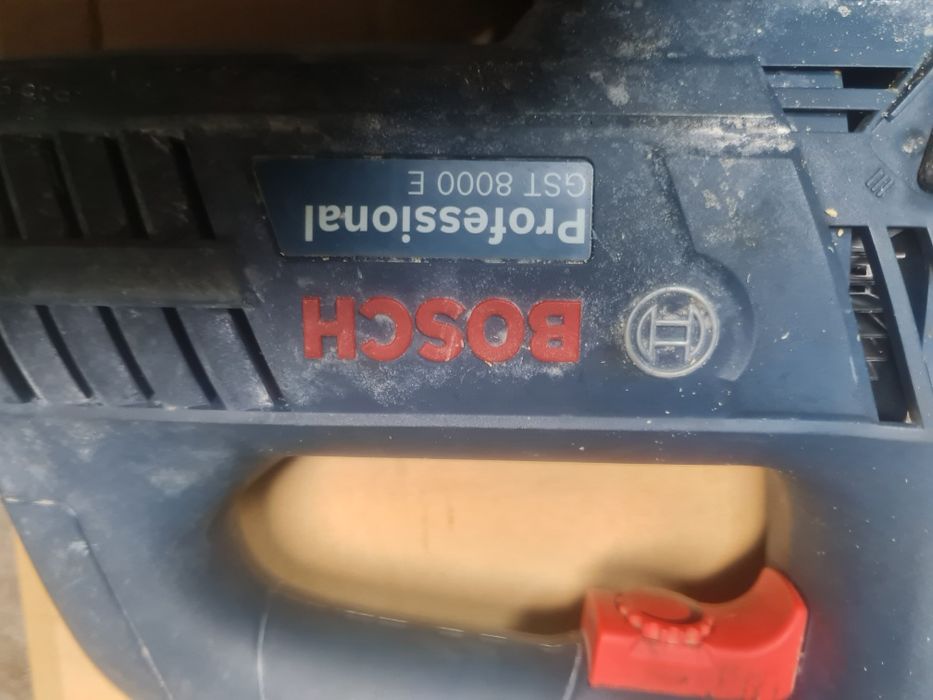 BOSCH
Professional
GST 8000 E